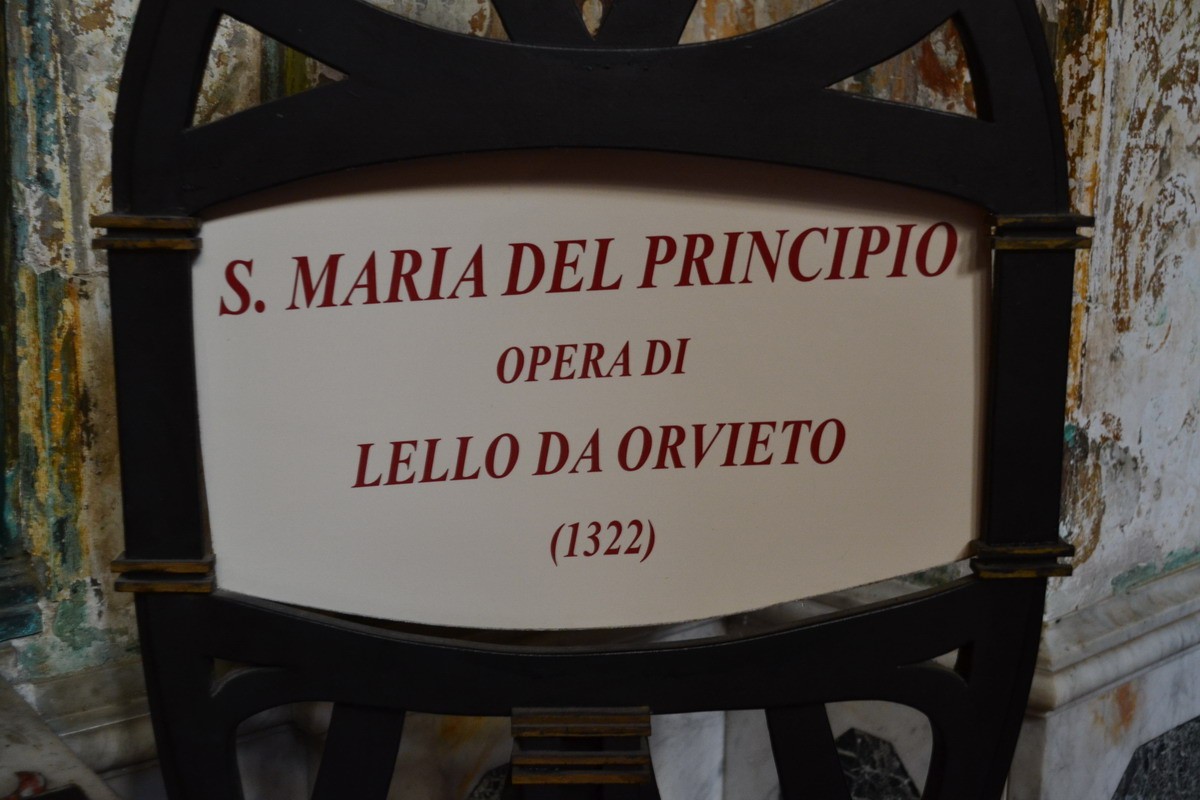 S. MARIA DEL PRINCIPIO
OPERA DI
LELLO DA ORVIETO
(1322)